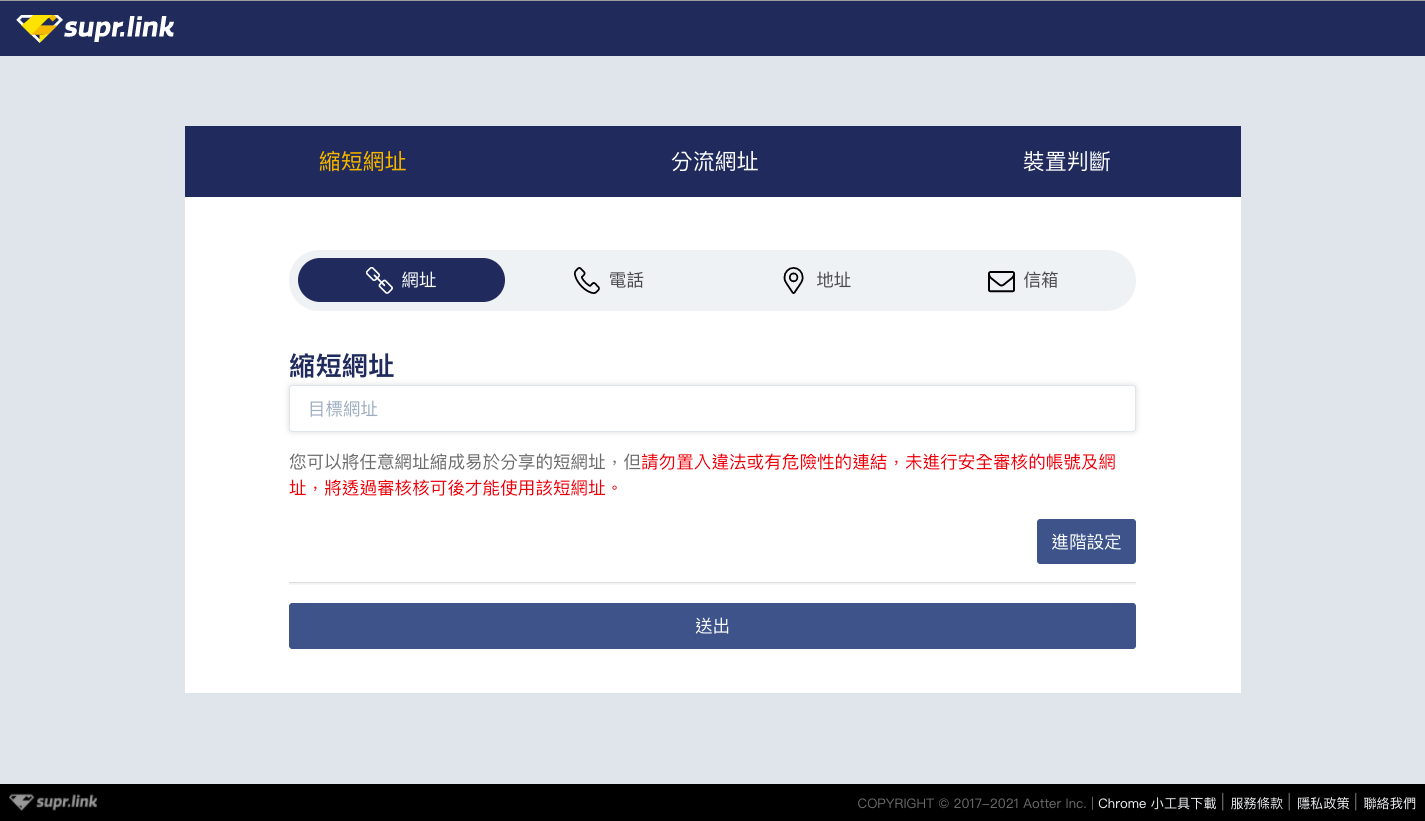 supr.link
縮短網址 分流網址 裝置判斷
網址 電話 地址 信箱
縮短網址
目標網址
您可以將任意網址縮成易於分享的短網址，但請勿置入違法或有危險性的連結，未進行安全審核的帳號及網
址，將透過審核核可後才能使用該短網址。
進階設定
送出
supr.link COPYRIGHT © 2017–2021 Aotter Inc. | Chrome 小工具下載 | 服務條款 | 隱私政策 | 聯絡我們